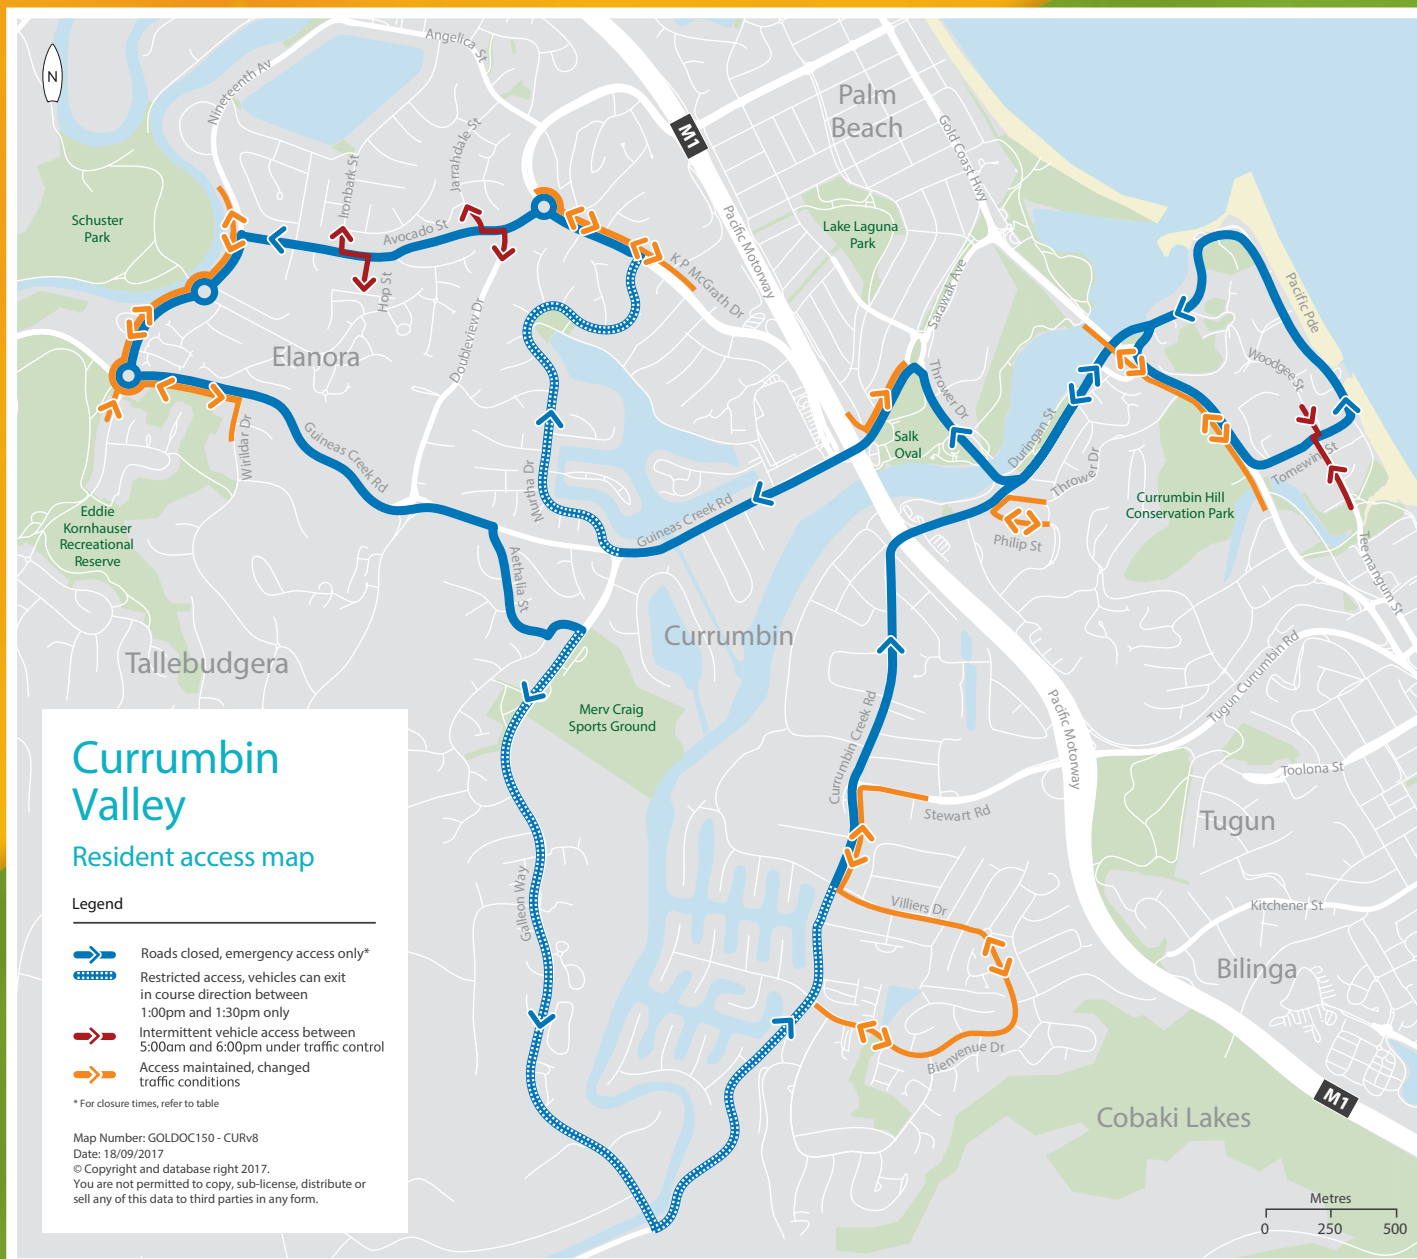 N
Angelica St
Nineteenth Av
M1
Palm
Beach
Gold Coast Hwy
Jarrahdale St
Ironbark St
Schuster
Park
Avocado St
Pacific Motorway
Lake Laguna
Park
K P McGrath Dr
Hop St
Sarawak Ave
Pacific Pde
Doubleview Dr
Elanora
Woodgee St
Thrower Dr
Guineas Creek Rd
Wirilda Dr
Salk
Oval
Duringan St
Thrower Dr
Tomewin St
Murtha Dr
Guineas Creek Rd
Currumbin Hill
Conservation Park
Eddie
Kornhauser
Recreational
Reserve
Philip St
Teemangum St
Aethalia St
Currumbin
Tallebudgera
Tugun Currumbin Rd
Merv Craig
Sports Ground
Currumbin Creek Rd
Pacific Motorway
Toolona St
Stewart Rd
Tugun
Galleon Way
Villiers Dr
Kitchener St
Bilinga
Bienvenue Dr
M1
Cobaki Lakes
Currumbin
Valley
Resident access map
Legend
Roads closed, emergency access only*
Restricted access, vehicles can exit
in course direction between
1:00pm and 1:30pm only
Intermittent vehicle access between
5:00am and 6:00pm under traffic control
Access maintained, changed
traffic conditions
* For closure times, refer to table
Map Number: GOLDOC150 - CURv8
Date: 18/09/2017
© Copyright and database right 2017.
You are not permitted to copy, sub-license, distribute or
sell any of this data to third parties in any form.
Metres
0 250 500